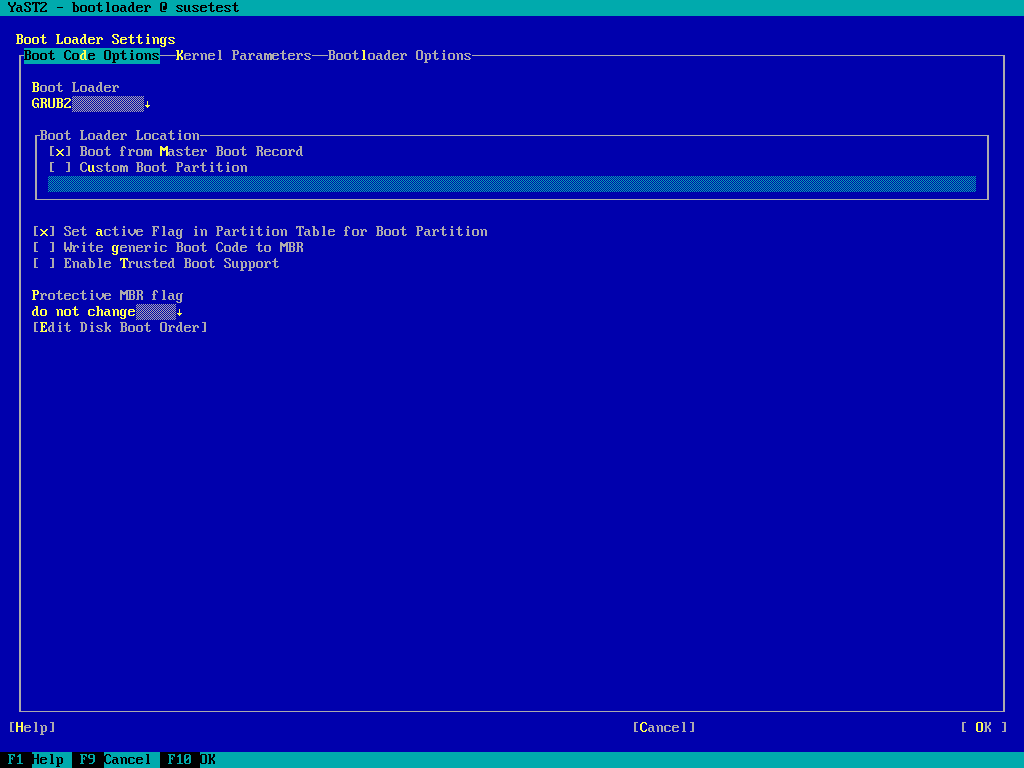 YaST2 - bootloader @ susetest
Boot Loader Settings
Boot Code Options Kernel Parameters Bootloader Options
Boot Loader
GRUB2 ↓
Boot Loader Location
[x] Boot from Master Boot Record
[ ] Custom Boot Partition
[x] Set active Flag in Partition Table for Boot Partition
[ ] Write generic Boot Code to MBR
[ ] Enable Trusted Boot Support
Protective MBR flag
do not change ↓
[Edit Disk Boot Order]
[Help] [Cancel] [ OK ]
F1 Help F9 Cancel F10 OK